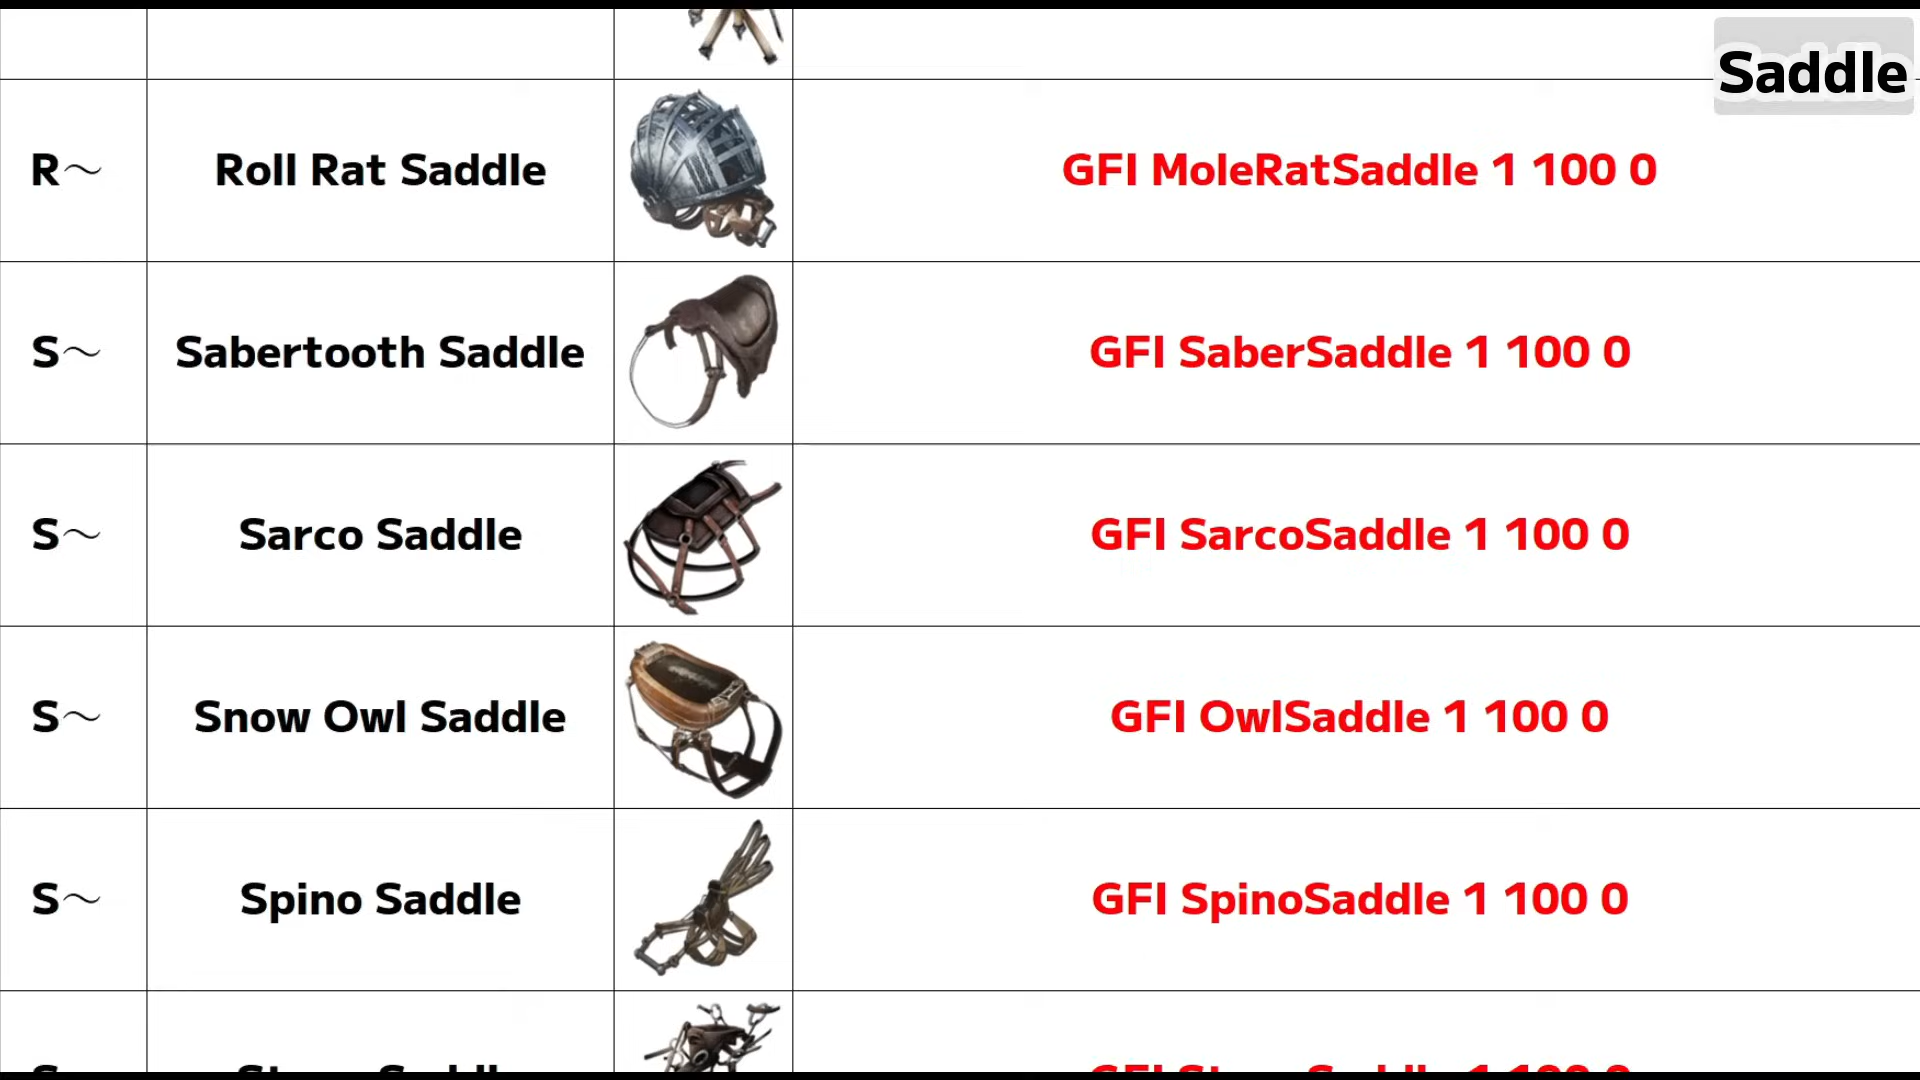 Saddle
R～ Roll Rat Saddle GFI MoleRatSaddle 1 100 0
S～ Sabertooth Saddle GFI SaberSaddle 1 100 0
S～ Sarco Saddle GFI SarcoSaddle 1 100 0
S～ Snow Owl Saddle GFI OwlSaddle 1 100 0
S～ Spino Saddle GFI SpinoSaddle 1 100 0